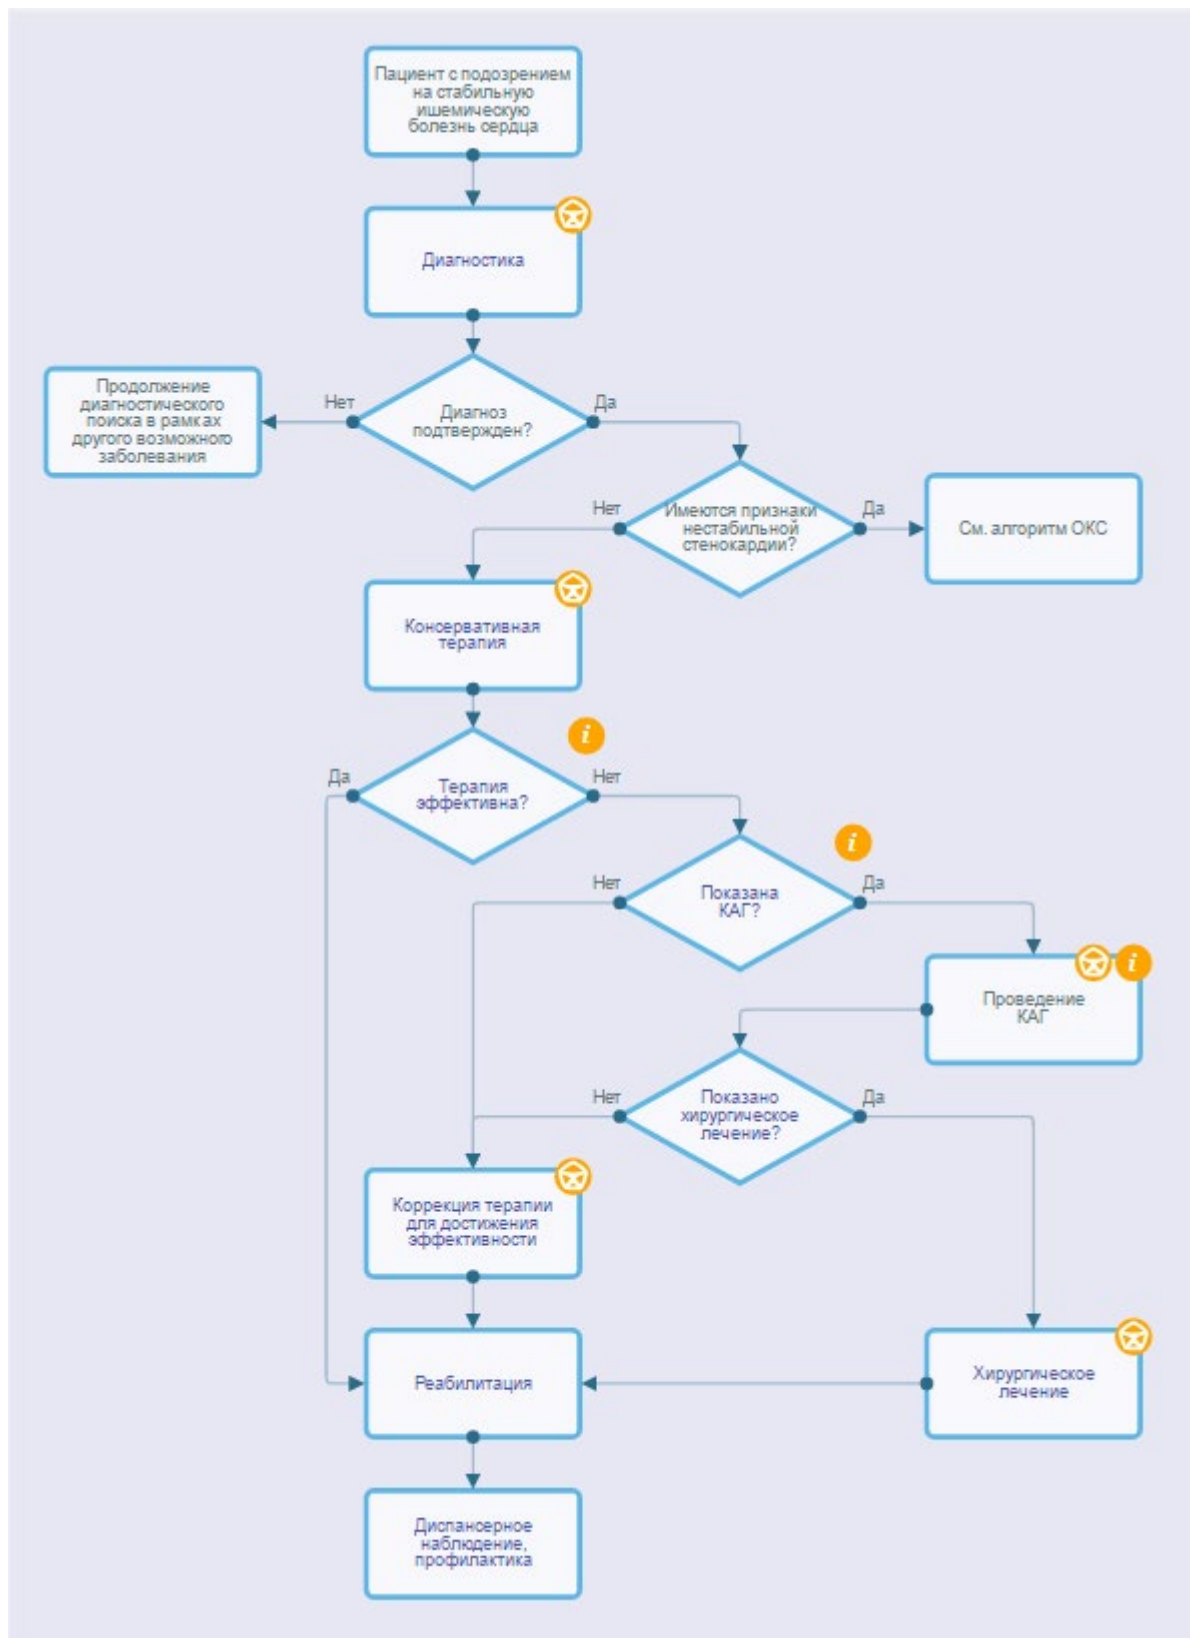 Пациент с подозрением
на стабильную
ишемическую
болезнь сердца
Диагностика
Диагноз
подтвержден?
Нет
Да
Продолжение
диагностического
поиска в рамках
другого возможного
заболевания
Имеются признаки
нестабильной
стенокардии?
Нет
Да
См. алгоритм ОКС
Консервативная
терапия
i
Терапия
эффективна?
Да
Нет
i
Показана
КАГ?
Нет
Да
i
Проведение
КАГ
Показано
хирургическое
лечение?
Нет
Да
Коррекция терапии
для достижения
эффективности
Реабилитация
Хирургическое
лечение
Диспансерное
наблюдение,
профилактика